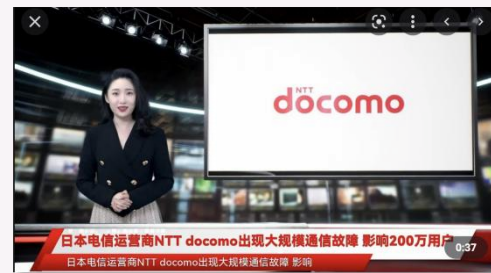 NTT
döcomo
日本电信运营商NTT docomo出现大规模通信故障 影响200万用户
0:37
日本电信运营商NTT docomo出现大规模通信故障 影响